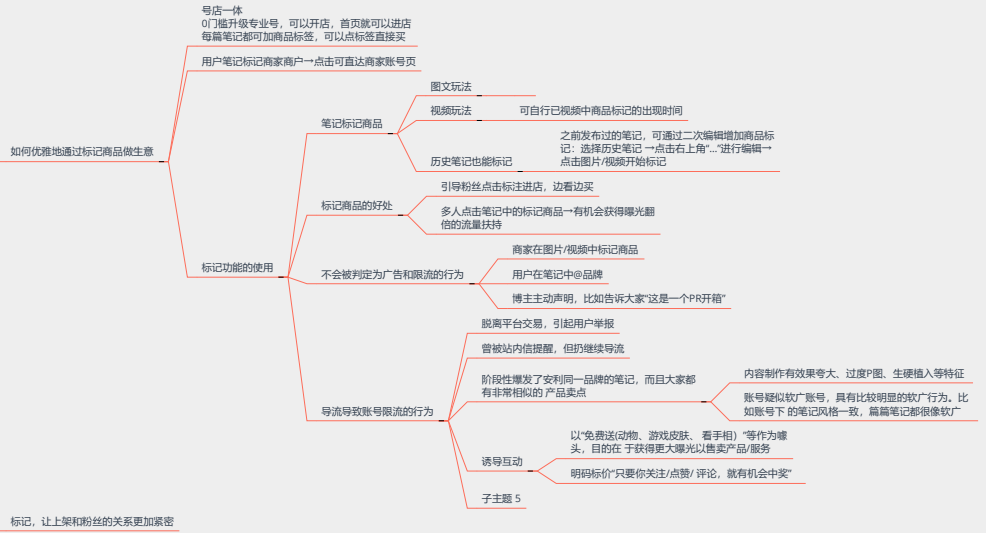 号店一体
0门槛升级专业号，可以开店，首页就可以进店
每篇笔记都可加商品标签，可以点标签直接买
用户笔记标记商家商户→点击可直达商家账号页
如何优雅地通过标记商品做生意
标记功能的使用
笔记标记商品
图文玩法
视频玩法
可自行已视频中商品标记的出现时间
历史笔记也能标记
之前发布过的笔记，可通过二次编辑增加商品标
记：选择历史笔记 →点击右上角“...”进行编辑→
点击图片/视频开始标记
标记商品的好处
引导粉丝点击标注进店，边看边买
多人点击笔记中的标记商品→有机会获得曝光翻
倍的流量扶持
不会被判定为广告和限流的行为
商家在图片/视频中标记商品
用户在笔记中@品牌
博主主动声明，比如告诉大家“这是一个PR开箱”
导流导致账号限流的行为
脱离平台交易，引起用户举报
曾被站内信提醒，但扔继续导流
阶段性爆发了安利同一品牌的笔记，而且大家都
有非常相似的 产品卖点
内容制作有效果夸大、过度P图、生硬植入等特征
账号疑似软广账号，具有比较明显的软广行为。比
如账号下 的笔记风格一致，篇篇笔记都很像软广
诱导互动
以“免费送(动物、游戏皮肤、 看手相）”等作为噱
头，目的在 于获得更大曝光以售卖产品/服务
明码标价“只要你关注/点赞/ 评论，就有机会中奖”
子主题 5
标记，让上架和粉丝的关系更加紧密